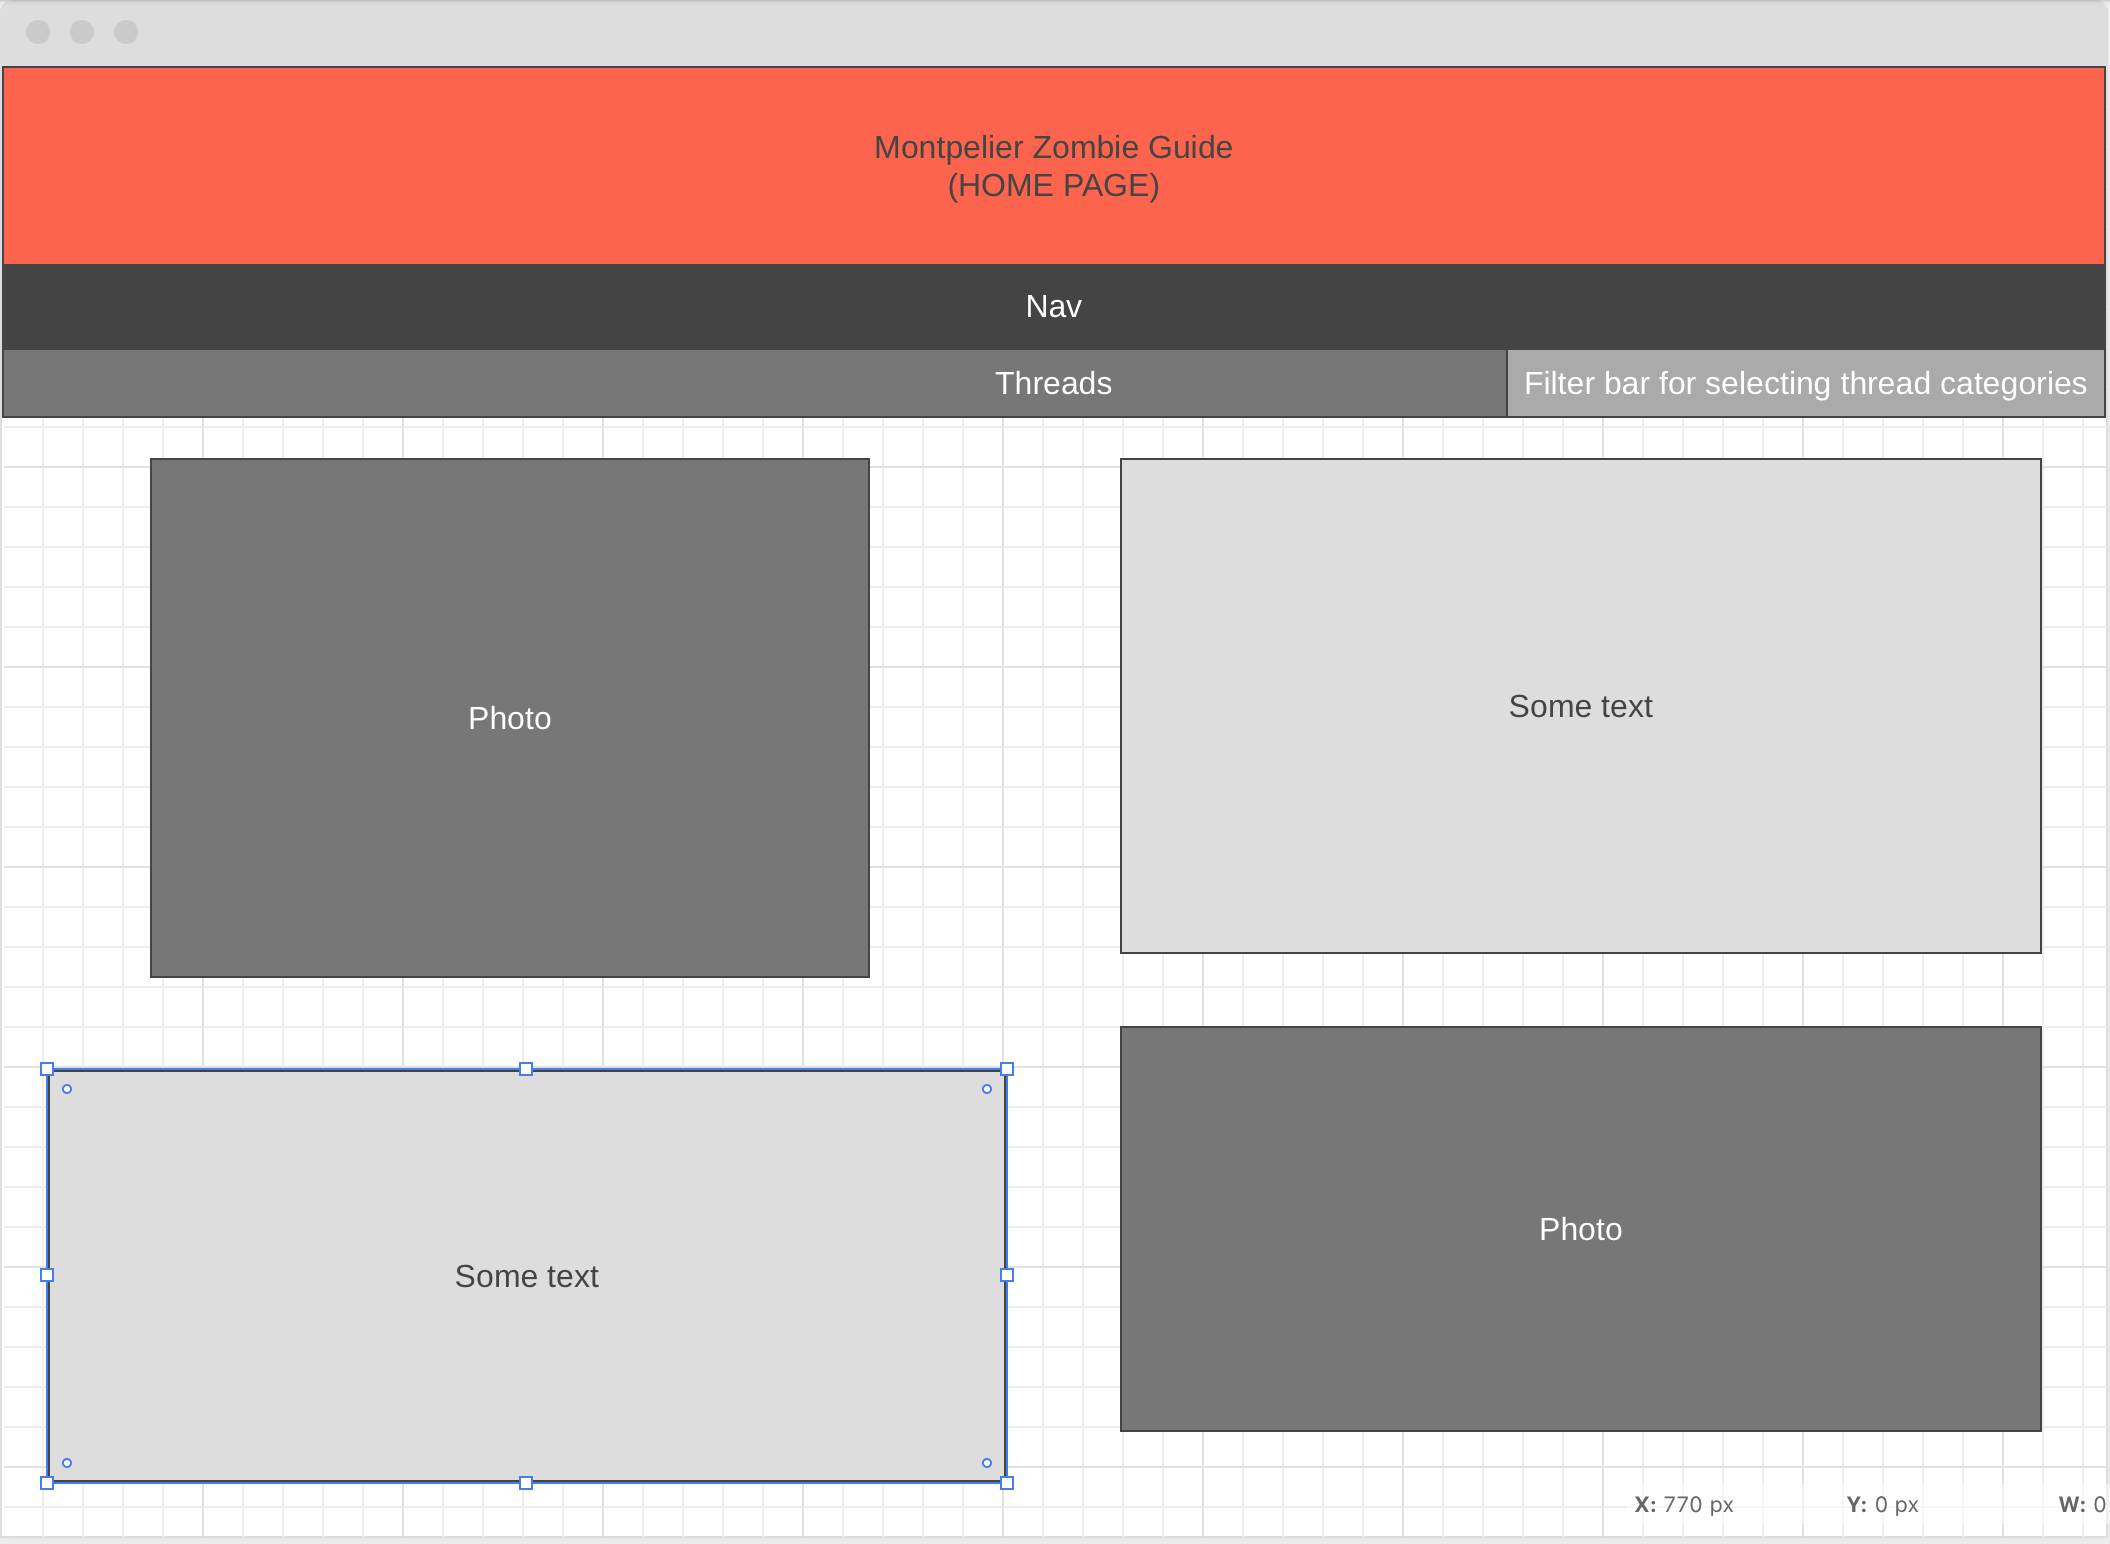 Montpelier Zombie Guide
(HOME PAGE)
Nav
Threads
Filter bar for selecting thread categories
Photo
Some text
Some text
Photo
X: 770 px
Y: 0 px
W: 0